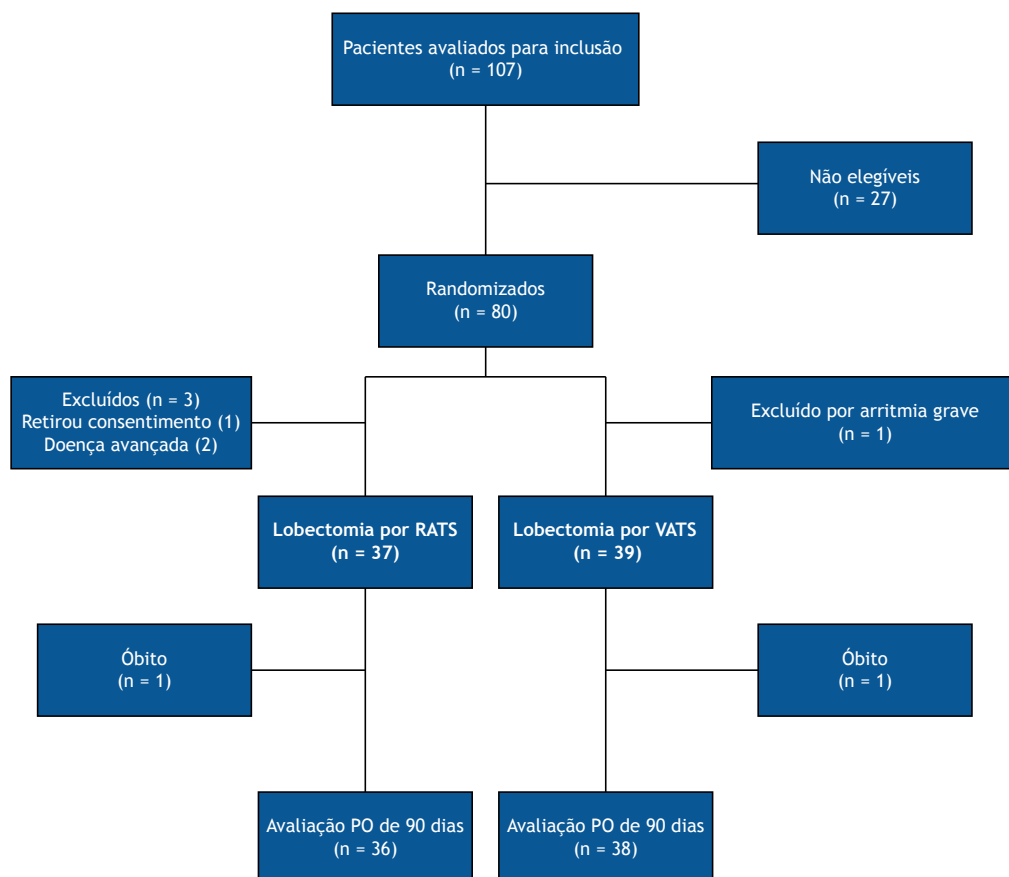 Pacientes avaliados para inclusão
(n = 107)
Não elegíveis
(n = 27)
Randomizados
(n = 80)
Excluídos (n = 3)
Retirou consentimento (1)
Doença avançada (2)
Excluído por arritmia grave
(n = 1)
Lobectomia por RATS
(n = 37)
Lobectomia por VATS
(n = 39)
Óbito
(n = 1)
Óbito
(n = 1)
Avaliação PO de 90 dias
(n = 36)
Avaliação PO de 90 dias
(n = 38)